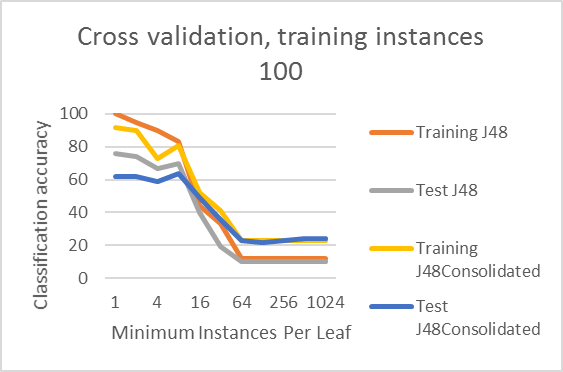 Cross validation, training instances
100
Classification accuracy
100
80
60
40
20
0
1 4 16 64 256 1024
Minimum Instances Per Leaf
Training J48
Test J48
Training
J48Consolidated
Test
J48Consolidated